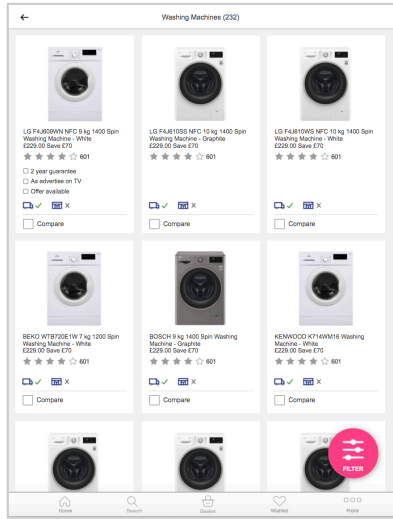 Washing Machines (232)
LG F4J609WN NFC 9 kg 1400 Spin
Washing Machine - White
£229.00 Save £70
601
2 year guarantee
As advertise on TV
Offer available
Compare
LG F4J610SS NFC 10 kg 1400 Spin
Washing Machine - Graphite
£229.00 Save £70
601
Compare
LG F4J610WS NFC 10 kg 1400 Spin
Washing Machine - White
£229.00 Save £70
601
Compare
BEKO WTB720E1W 7 kg 1200 Spin
Washing Machine - White
£229.00 Save £70
601
Compare
BOSCH 9 kg 1400 Spin Washing
Machine - Graphite
£229.00 Save £70
601
Compare
KENWOOD K714WM16 Washing
Machine - White
£229.00 Save £70
601
Compare
FILTER
Home
Search
Basket
Wishlist
More